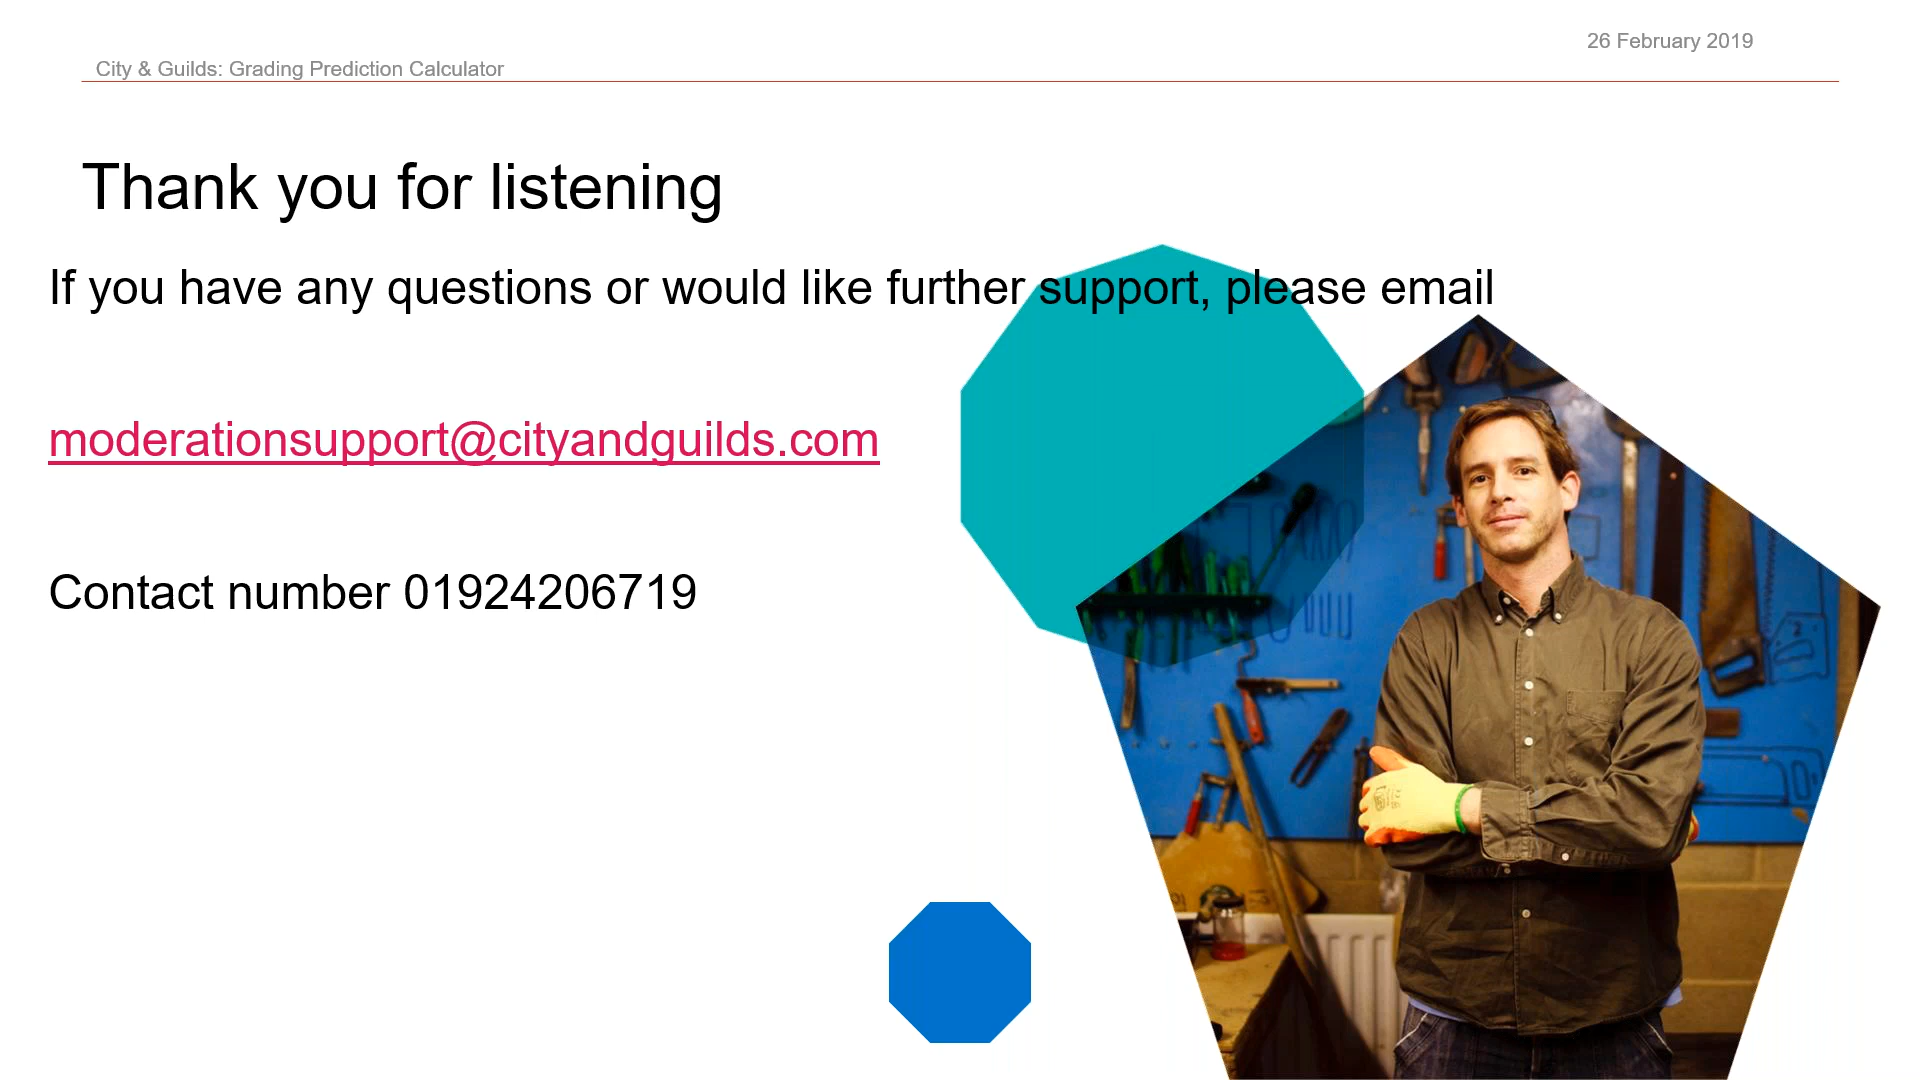 26 February 2019
City & Guilds: Grading Prediction Calculator
Thank you for listening
If you have any questions or would like further support, please email
moderationsupport@cityandguilds.com
Contact number 01924206719